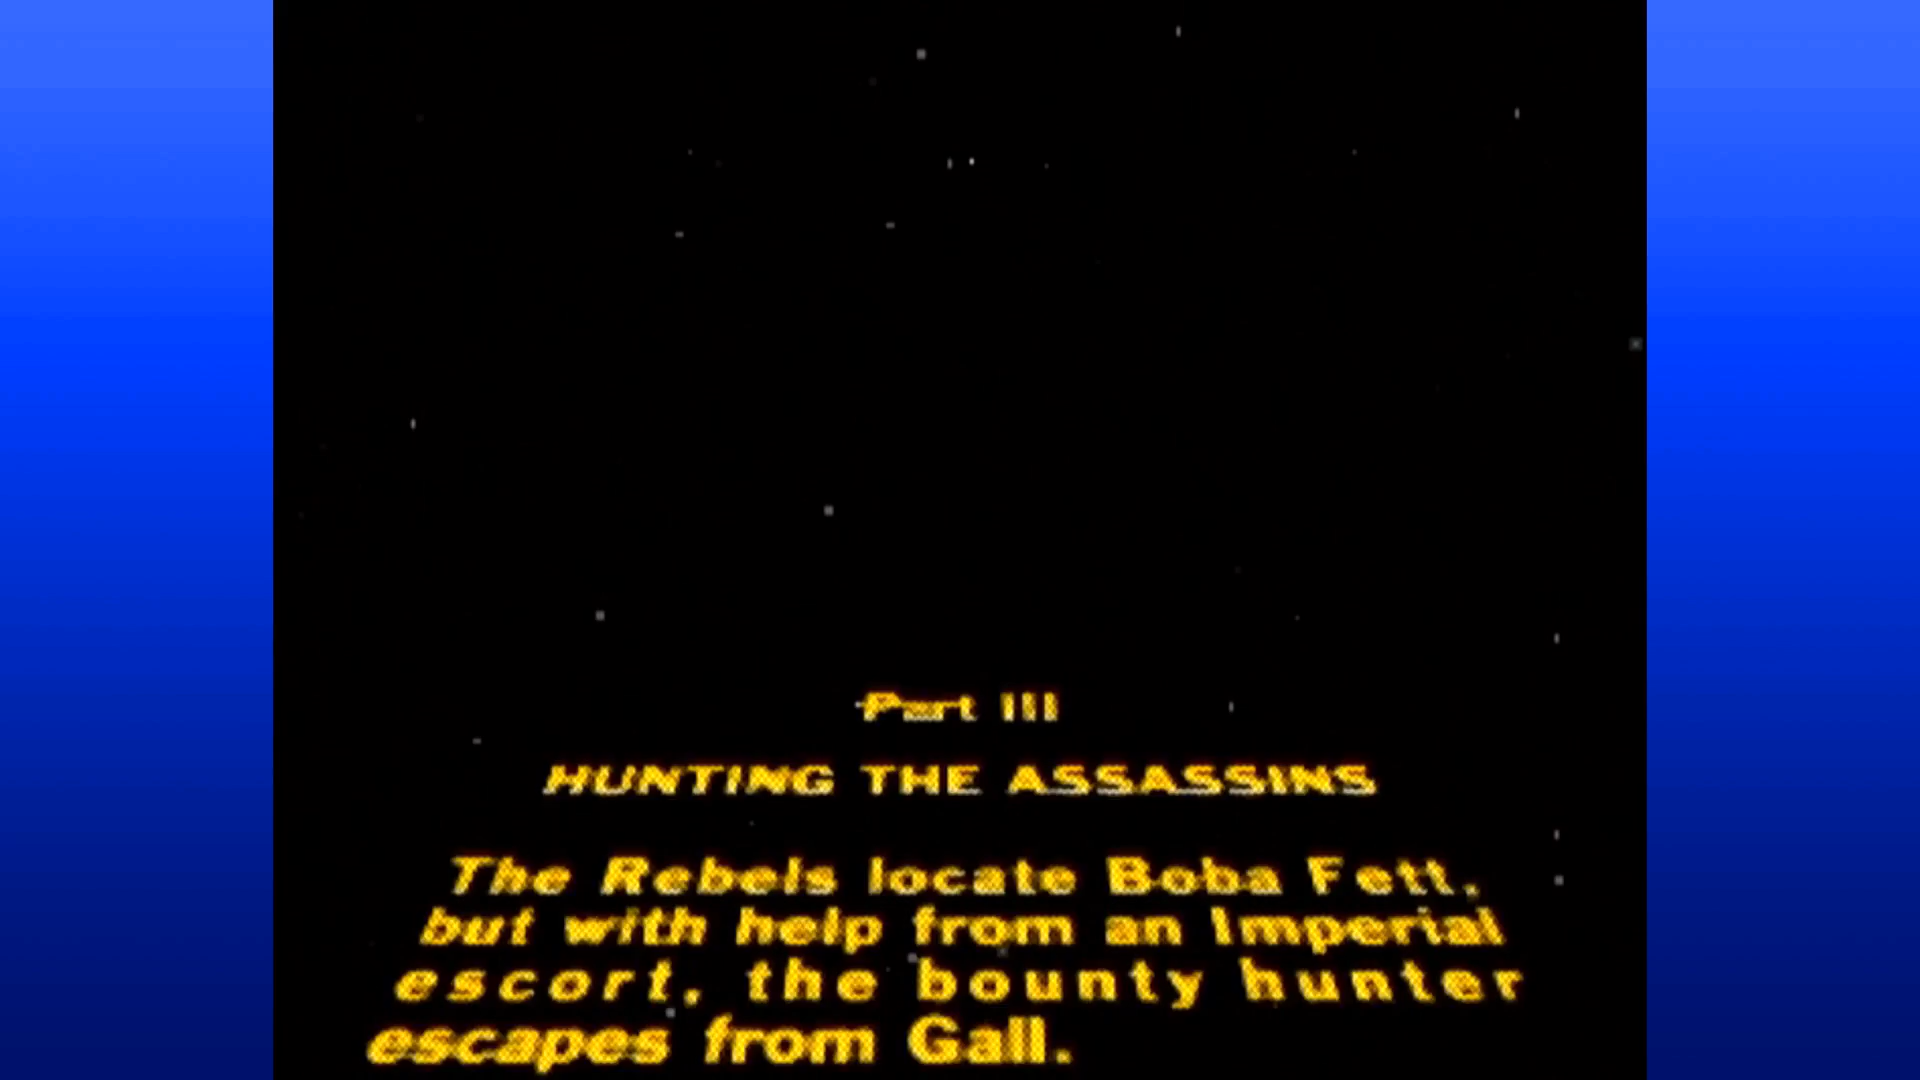 Part III
HUNTING THE ASSASSINS
The Rebels locate Boba Fett,
but with help from an Imperial
escort, the bounty hunter
escapes from Gall.